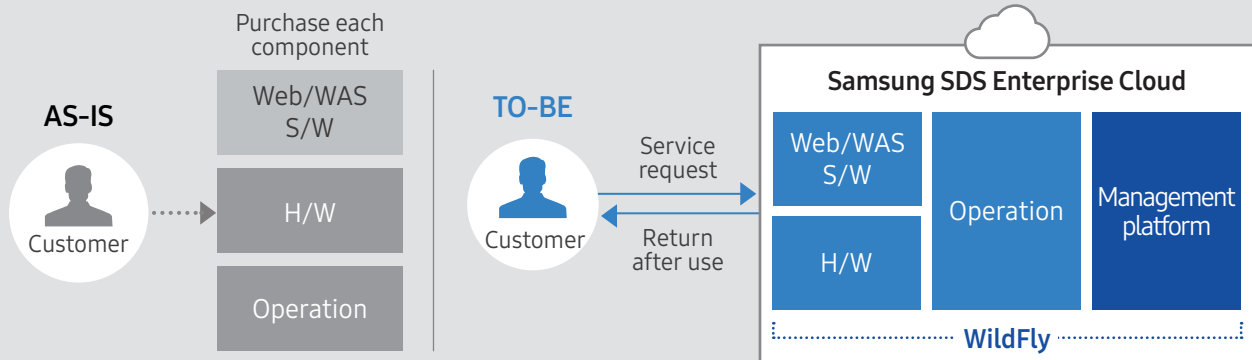 AS-IS
Customer
Purchase each
component
Web/WAS
S/W
H/W
Operation
TO-BE
Customer
Service
request
Return
after use
Samsung SDS Enterprise Cloud
Web/WAS
S/W
H/W
Operation
Management
platform
WildFly